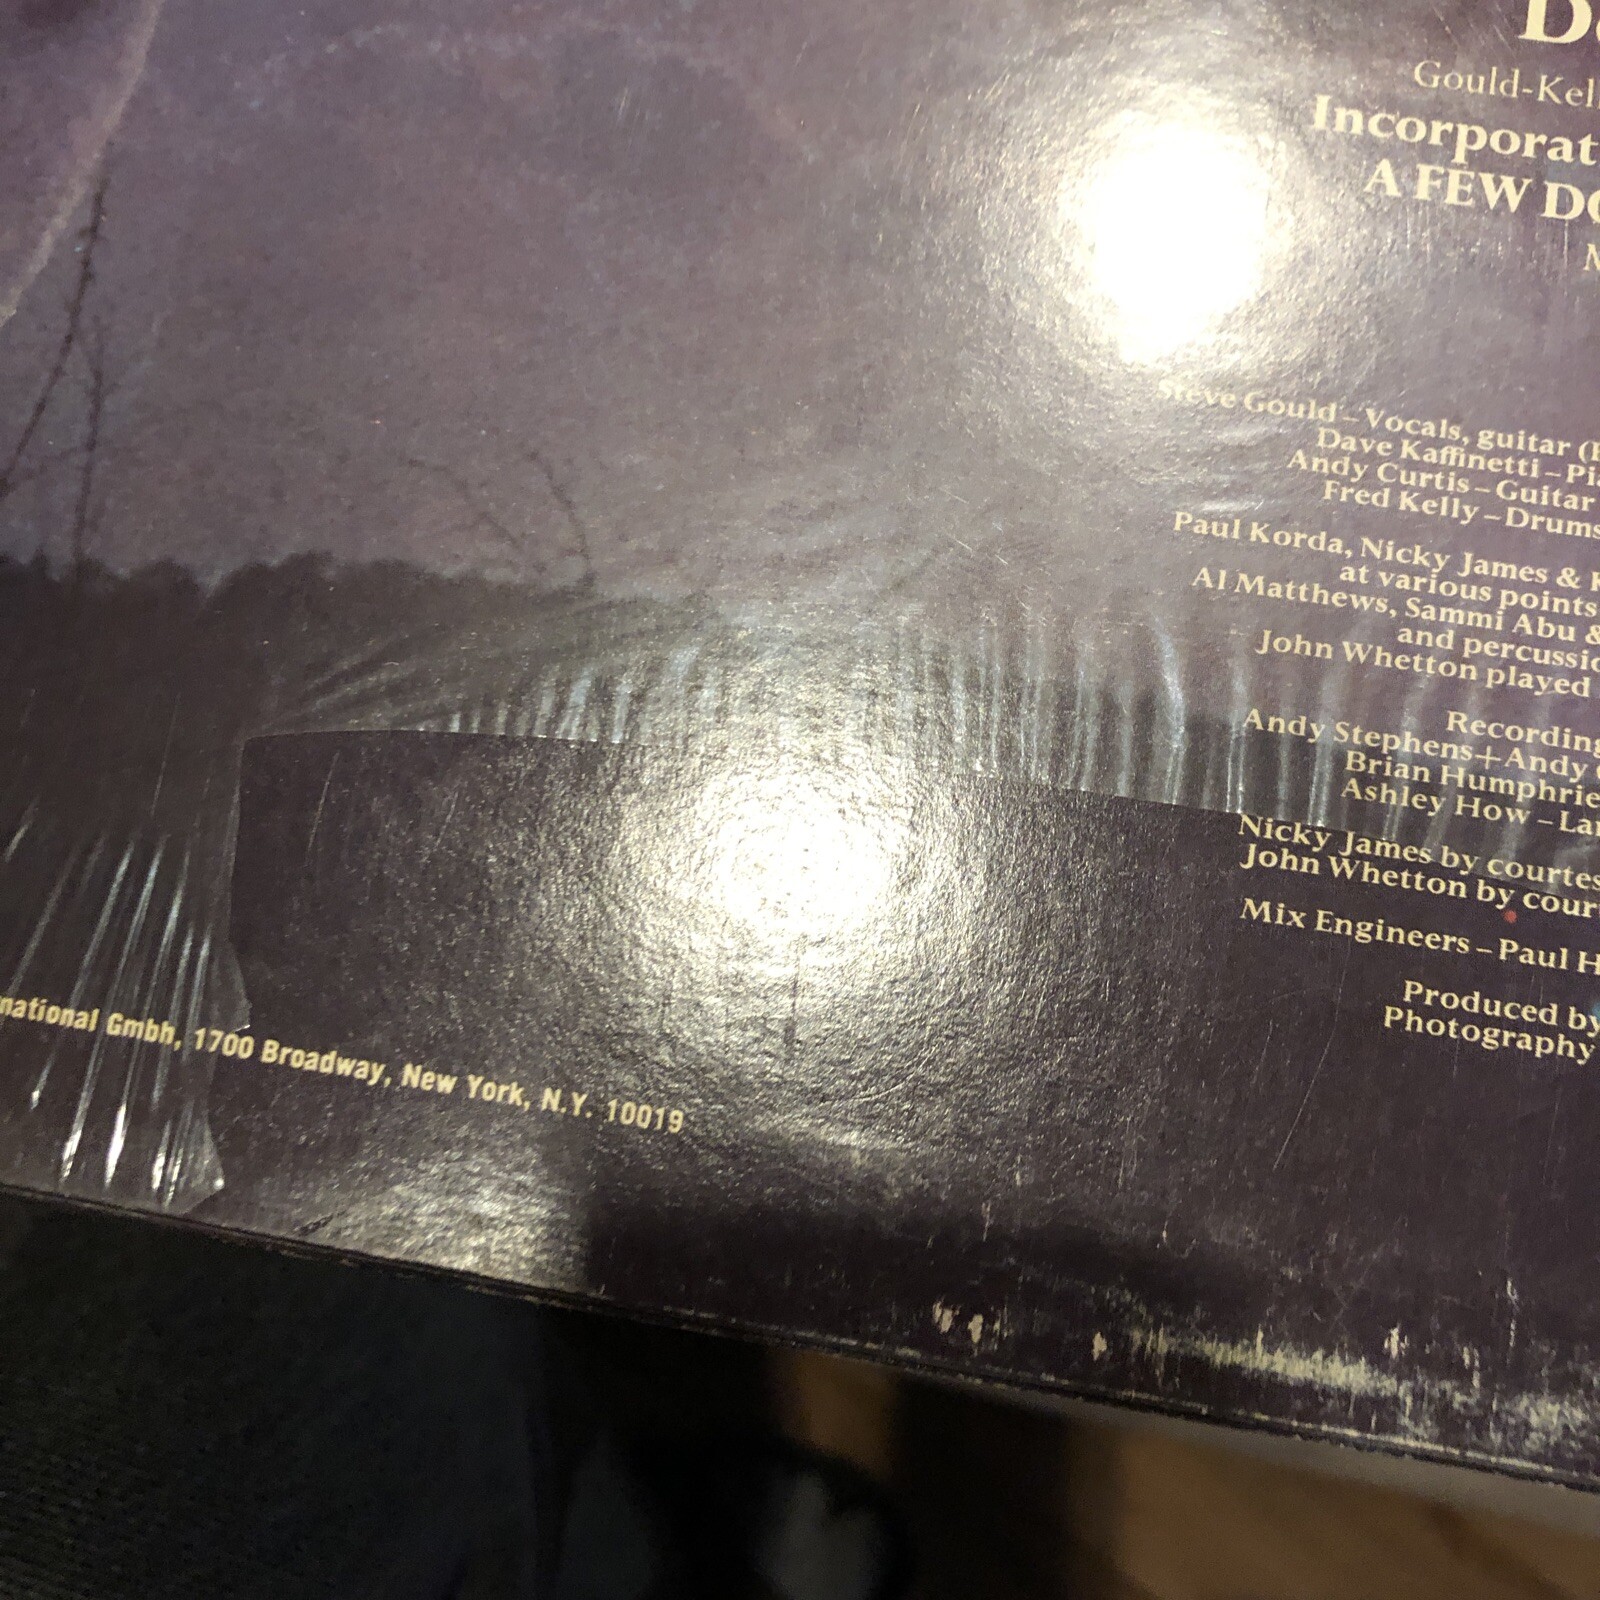 Gould-Kell
Incorporat
A FEW DO
Steve Gould – Vocals, guitar (
Dave Kaffinetti – Pia
Andy Curtis – Guitar
Fred Kelly – Drums
Paul Korda, Nicky James & K
at various points
Al Matthews, Sammi Abu &
and percussio
John Whetton played
Recording
Andy Stephens + Andy
Brian Humphrie
Ashley How – Lan
Nicky James by courtes
John Whetton by court
Mix Engineers – Paul H
Produced by
Photography
national Gmbh, 1700 Broadway, New York, N.Y. 10019